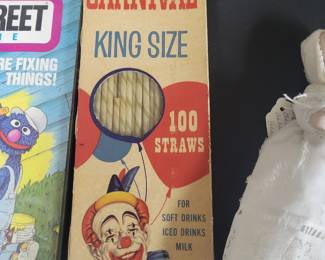 REET
RE FIXING
THINGS!
CARNIVAL
KING SIZE
100
STRAWS
FOR
SOFT DRINKS
ICED DRINKS
MILK